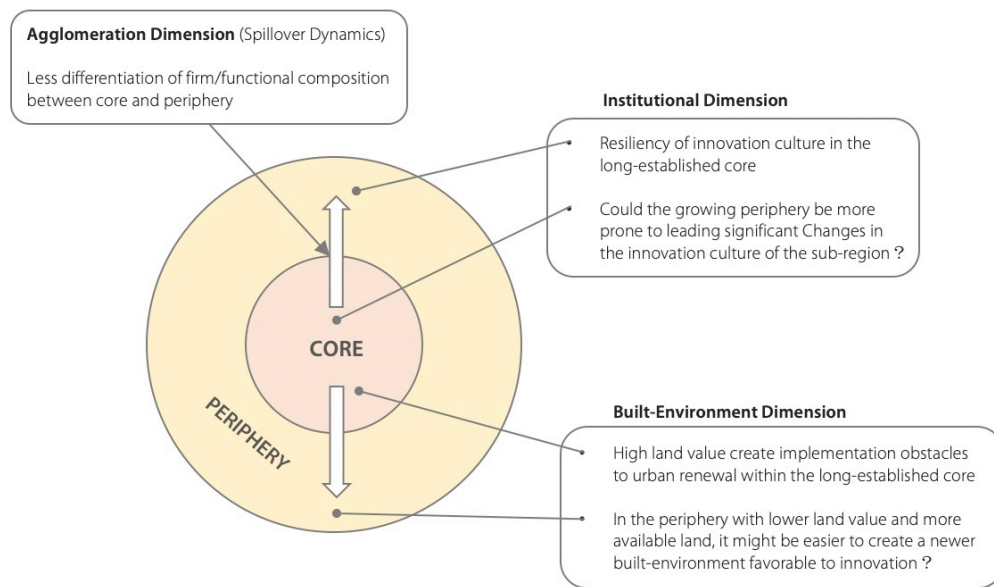 Agglomeration Dimension (Spillover Dynamics)
Less differentiation of firm/functional composition
between core and periphery
Institutional Dimension
• Resiliency of innovation culture in the
long-established core
• Could the growing periphery be more
prone to leading significant Changes in
the innovation culture of the sub-region ?
CORE
PERIPHERY
Built-Environment Dimension
• High land value create implementation obstacles
to urban renewal within the long-established core
• In the periphery with lower land value and more
available land, it might be easier to create a newer
built-environment favorable to innovation ?